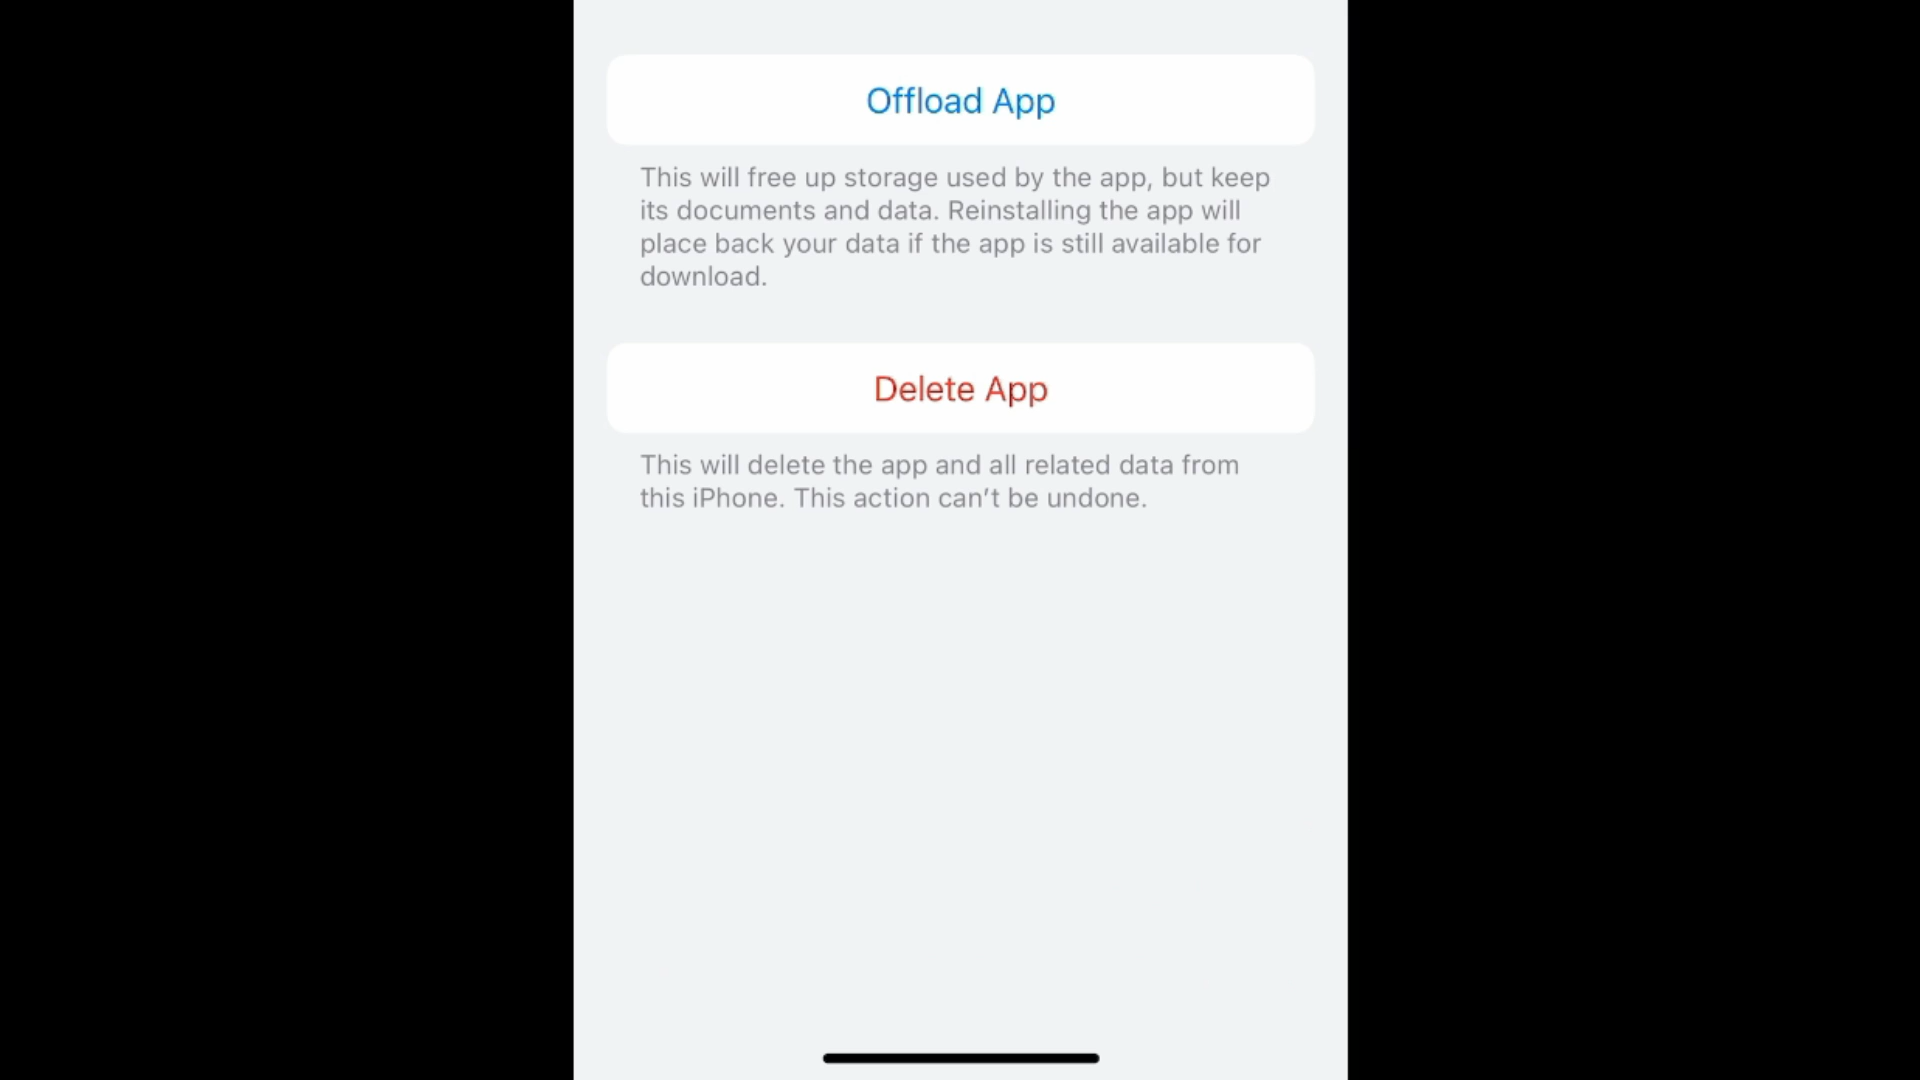 Offload App
This will free up storage used by the app, but keep
its documents and data. Reinstalling the app will
place back your data if the app is still available for
download.
Delete App
This will delete the app and all related data from
this iPhone. This action can’t be undone.